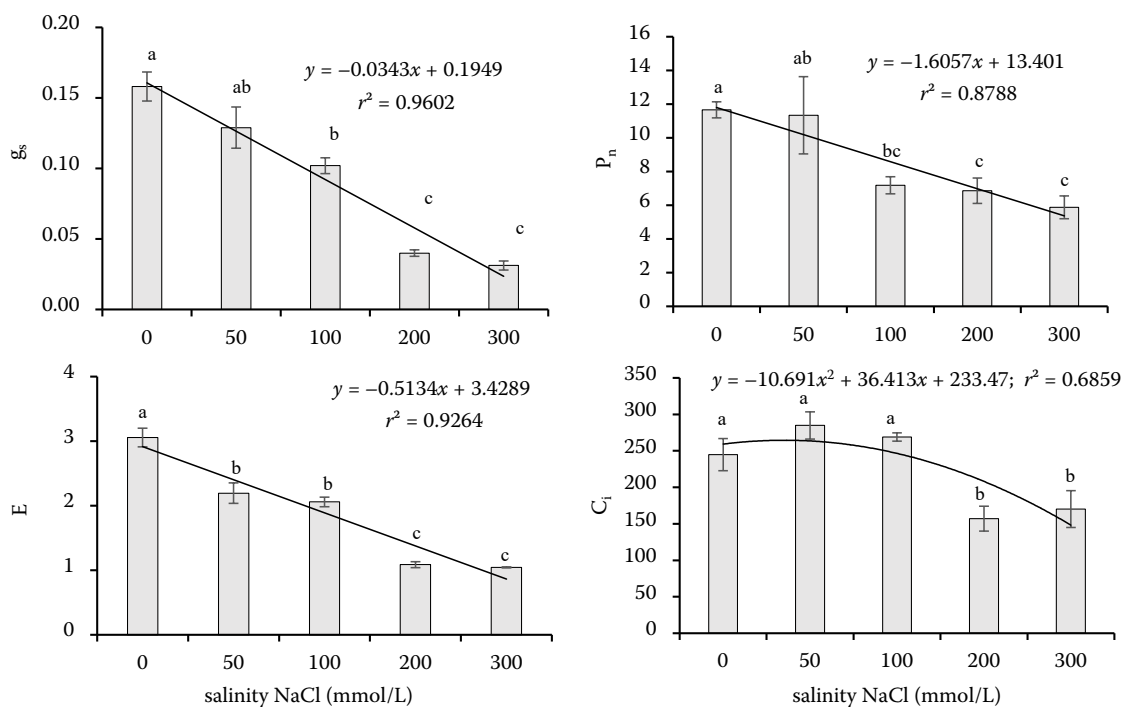 0.20
0.15
0.10
0.05
0.00
gₛ
a
ab
b
c
c
y = −0.0343x + 0.1949
r² = 0.9602
0 50 100 200 300
16
14
12
10
8
6
4
2
0
Pₙ
a
ab
bc
c
c
y = −1.6057x + 13.401
r² = 0.8788
0 50 100 200 300
4
3
2
1
0
E
a
b
b
c
c
y = −0.5134x + 3.4289
r² = 0.9264
0 50 100 200 300
salinity NaCl (mmol/L)
350
300
250
200
150
100
50
0
Cᵢ
y = −10.691x² + 36.413x + 233.47; r² = 0.6859
a
a
a
b
b
0 50 100 200 300
salinity NaCl (mmol/L)